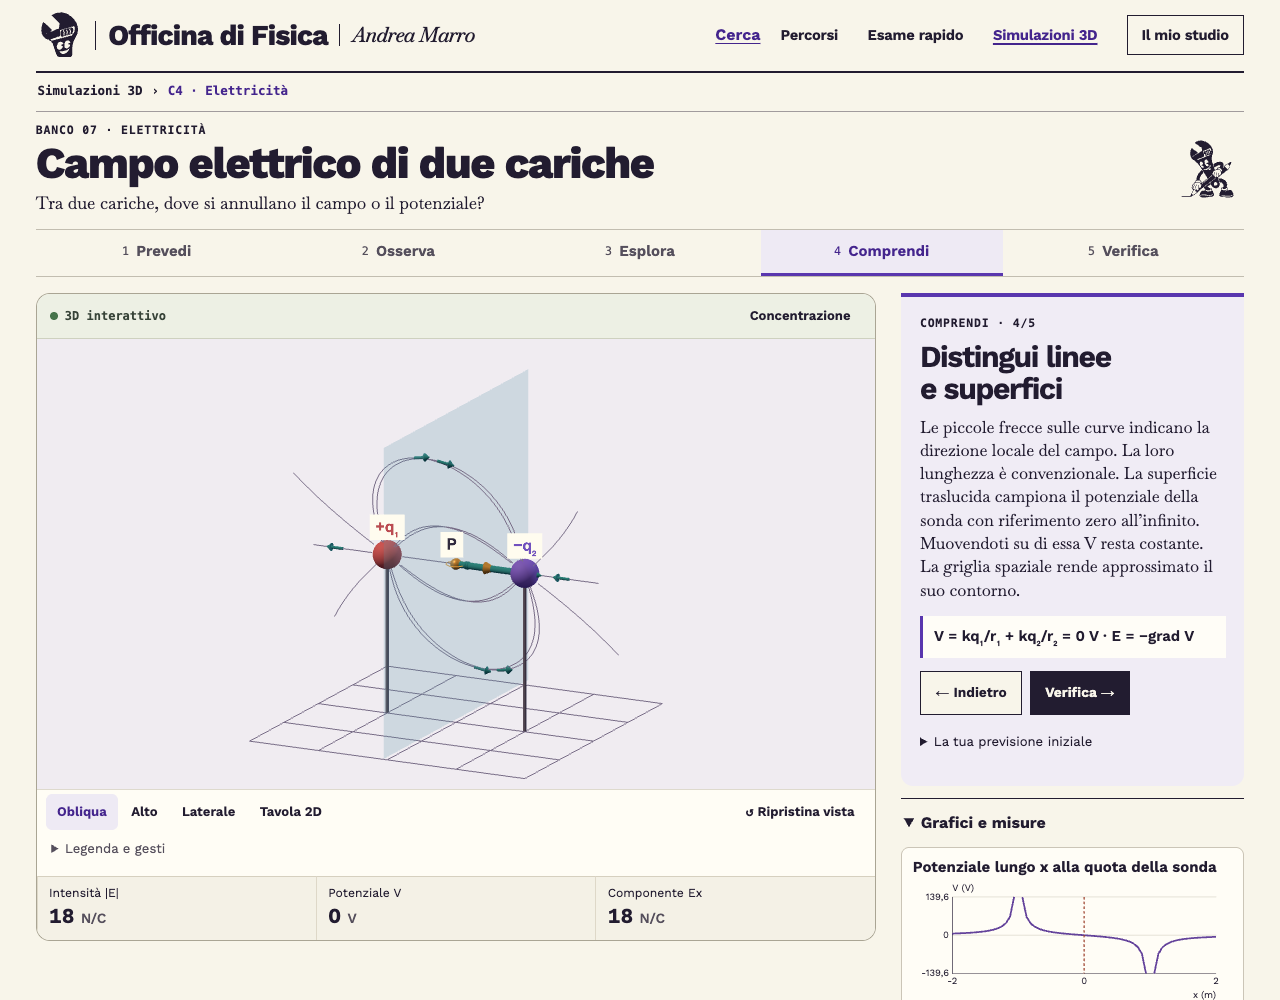 Officina di Fisica
Andrea Marro
Cerca
Percorsi
Esame rapido
Simulazioni 3D
Il mio studio
Simulazioni 3D › C4 · Elettricità
BANCO 07 · ELETTRICITÀ
Campo elettrico di due cariche
Tra due cariche, dove si annullano il campo o il potenziale?
1 Prevedi
2 Osserva
3 Esplora
4 Comprendi
5 Verifica
3D interattivo
Concentrazione
+q₁
P
−q₂
Obliqua
Alto
Laterale
Tavola 2D
↺ Ripristina vista
▶ Legenda e gesti
Intensità |E|
18 N/C
Potenziale V
0 V
Componente Ex
18 N/C
COMPRENDI · 4/5
Distingui linee
e superfici
Le piccole frecce sulle curve indicano la
direzione locale del campo. La loro
lunghezza è convenzionale. La superficie
traslucida campiona il potenziale della
sonda con riferimento zero all’infinito.
Muovendoti su di essa V resta costante.
La griglia spaziale rende approssimato il
suo contorno.
V = kq₁/r₁ + kq₂/r₂ = 0 V · E = −grad V
← Indietro
Verifica →
▶ La tua previsione iniziale
▼ Grafici e misure
Potenziale lungo x alla quota della sonda
V (V)
139,6
0
-139,6
-2
0
2
x (m)